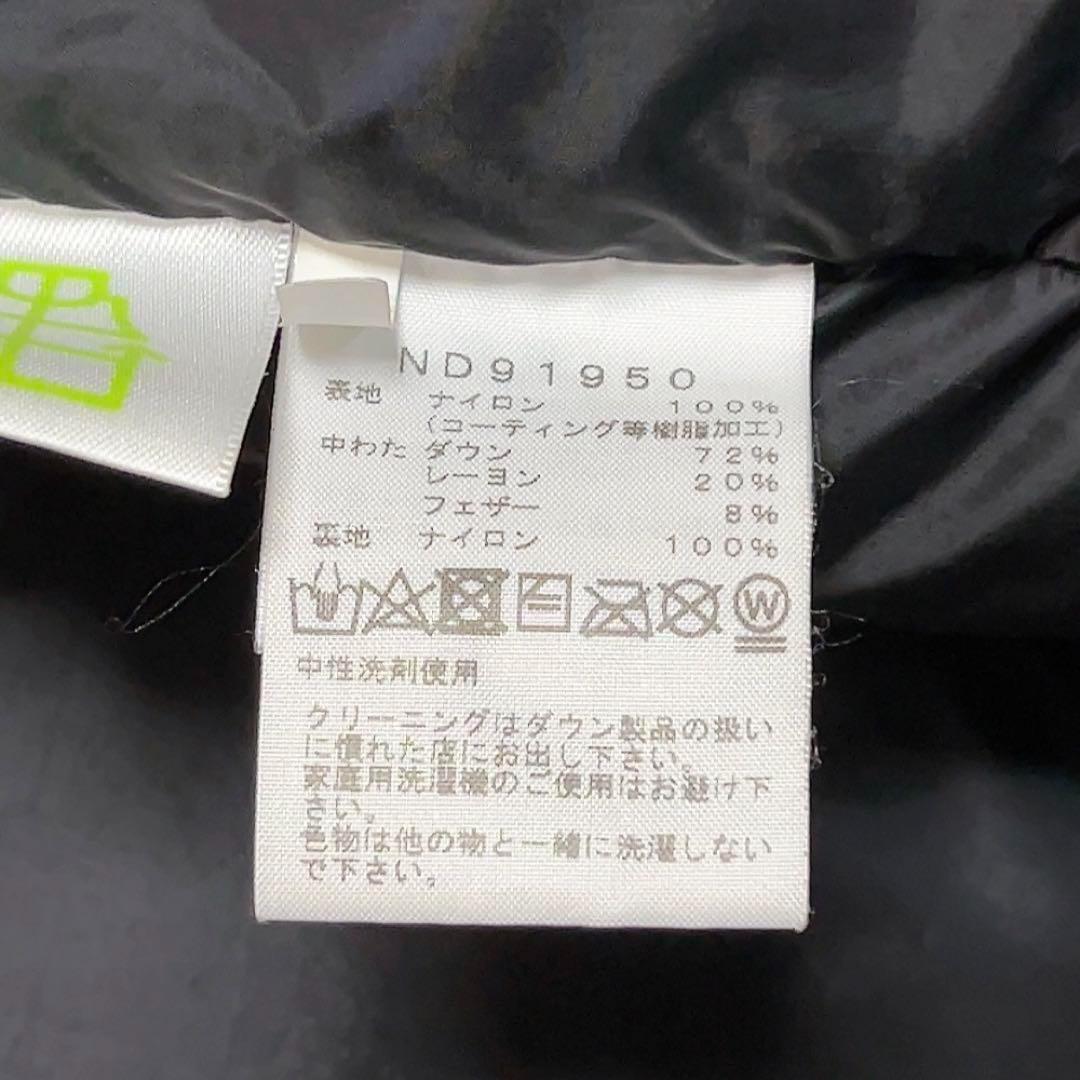 ND91950
表地 ナイロン 100%
(コーティング等樹脂加工)
中わた ダウン 72%
レーヨン 20%
フェザー 8%
裏地 ナイロン 100%
W
中性洗剤使用
クリーニングはダウン製品の扱い
に慣れた店にお出し下さい。
家庭用洗濯機のご使用はお避け下
さい。
色物は他の物と一緒に洗濯しない
で下さい。